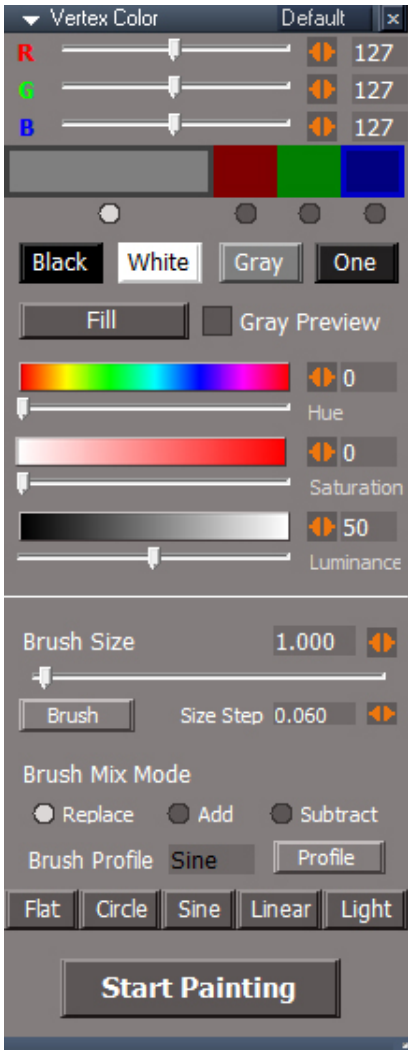 Vertex Color Default x
R 127
G 127
B 127
Black White Gray One
Fill Gray Preview
0
Hue
0
Saturation
50
Luminance
Brush Size 1.000
Brush Size Step 0.060
Brush Mix Mode
Replace Add Subtract
Brush Profile Sine Profile
Flat Circle Sine Linear Light
Start Painting